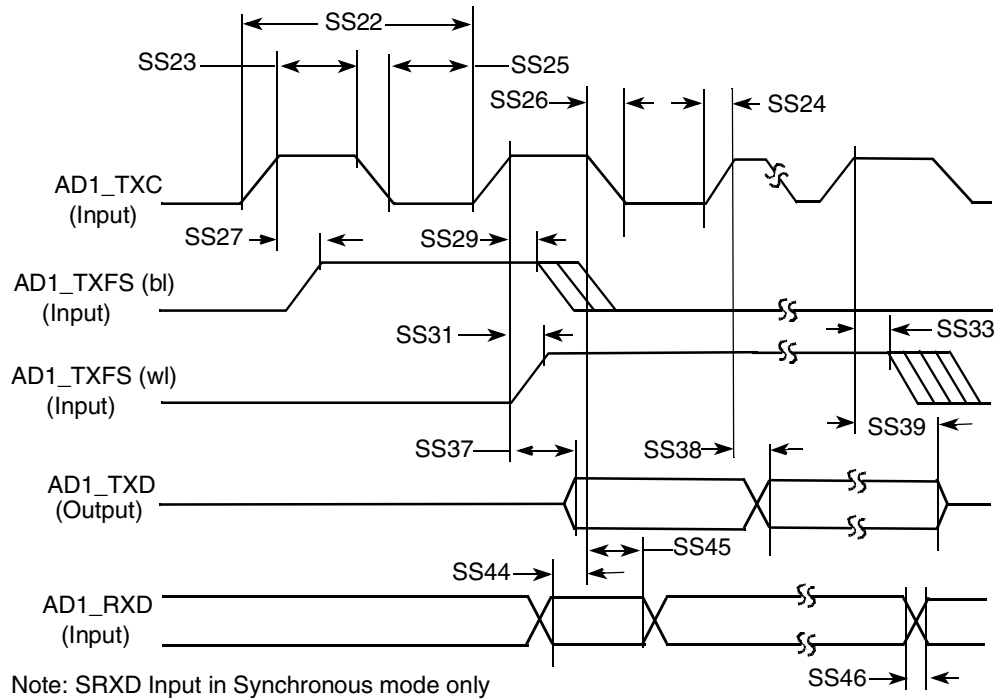 SS22
SS23
SS25
SS26
SS24
AD1_TXC
(Input)
SS27
SS29
AD1_TXFS (bl)
(Input)
SS31
SS33
AD1_TXFS (wl)
(Input)
SS39
SS37
SS38
AD1_TXD
(Output)
SS45
SS44
AD1_RXD
(Input)
SS46
Note: SRXD Input in Synchronous mode only